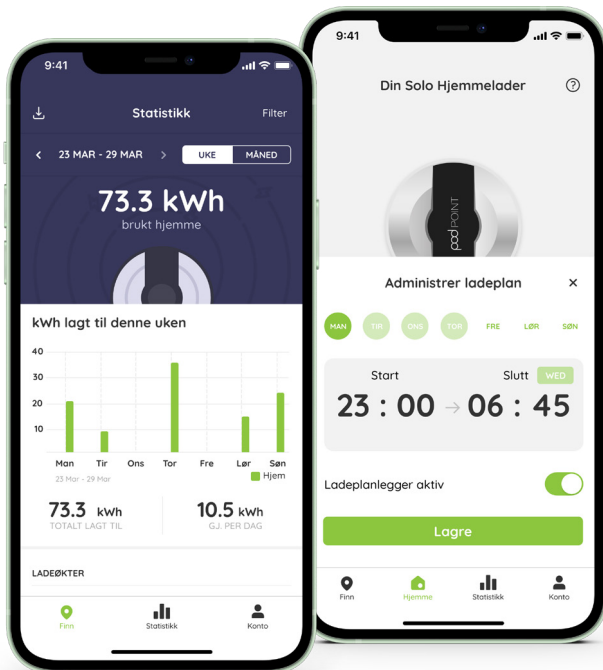 9:41
Statistikk
Filter
23 MAR - 29 MAR
UKE
MÅNED
73.3 kWh
brukt hjemme
kWh lagt til denne uken
40
30
20
10
Man Tir Ons Tor Fre Lør Søn
23 Mar - 29 Mar
Hjem
73.3 kWh
TOTALT LAGT TIL
10.5 kWh
GJ. PER DAG
LADEØKTER
Finn
Statistikk
Konto
9:41
Din Solo Hjemmelader
?
pod POINT
Administrer ladeplan
×
MAN TIR ONS TOR FRE LØR SØN
Start
Slutt
WED
23 : 00 → 06 : 45
Ladeplanlegger aktiv
Lagre
Finn
Hjemme
Statistikk
Konto